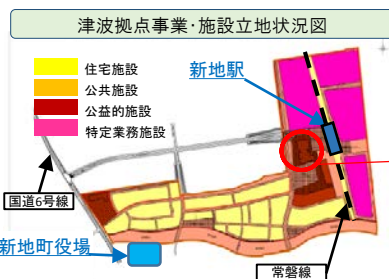 津波拠点事業・施設立地状況図
住宅施設
公共施設
公益的施設
特定業務施設
新地駅
国道6号線
新地町役場
常磐線